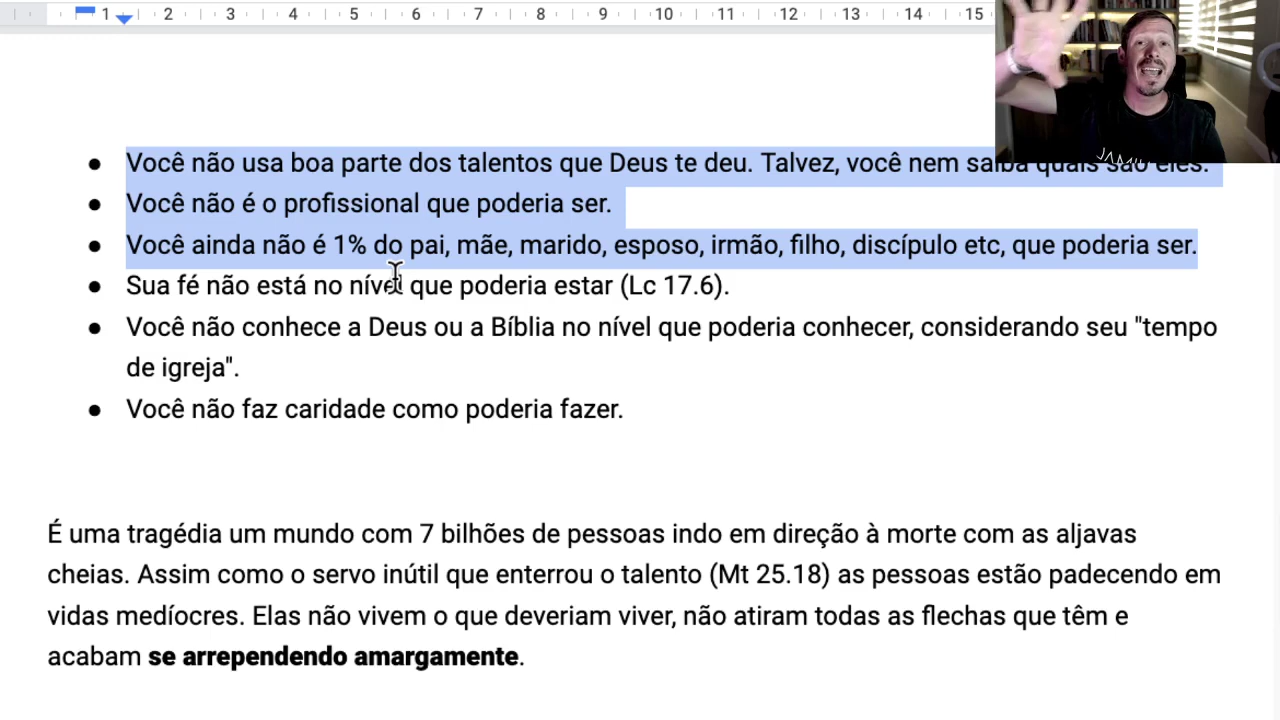 1 2 3 4 5 6 7 8 9 10 11 12 13 14 15
● Você não usa boa parte dos talentos que Deus te deu. Talvez, você nem saiba quais são eles.
● Você não é o profissional que poderia ser.
● Você ainda não é 1% do pai, mãe, marido, esposo, irmão, filho, discípulo etc, que poderia ser.
● Sua fé não está no nível que poderia estar (Lc 17.6).
● Você não conhece a Deus ou a Bíblia no nível que poderia conhecer, considerando seu "tempo
de igreja".
● Você não faz caridade como poderia fazer.
É uma tragédia um mundo com 7 bilhões de pessoas indo em direção à morte com as aljavas
cheias. Assim como o servo inútil que enterrou o talento (Mt 25.18) as pessoas estão padecendo em
vidas medíocres. Elas não vivem o que deveriam viver, não atiram todas as flechas que têm e
acabam se arrependendo amargamente.